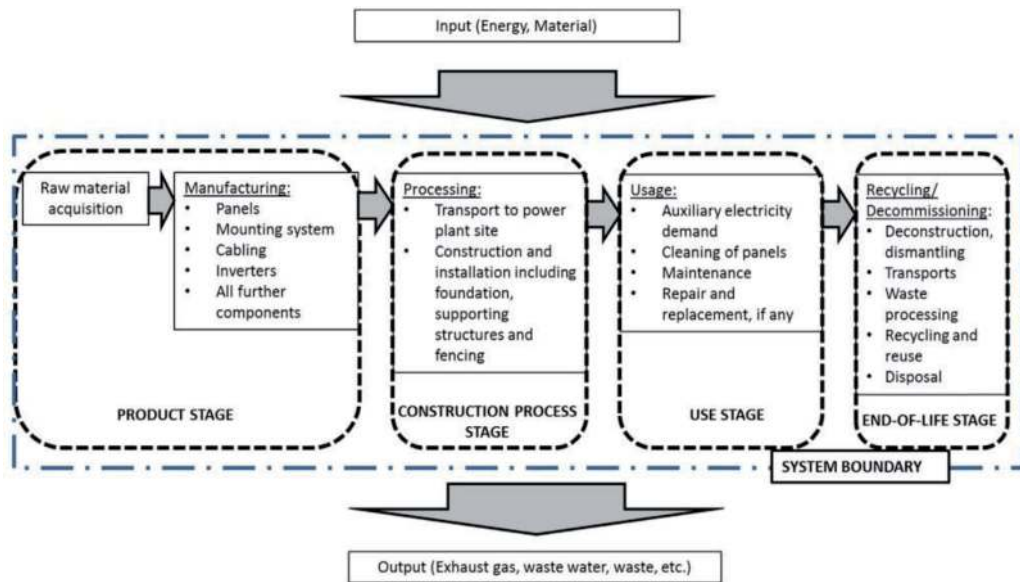 Input (Energy, Material)
Raw material
acquisition
Manufacturing:
• Panels
• Mounting system
• Cabling
• Inverters
• All further
components
PRODUCT STAGE
Processing:
• Transport to power
plant site
• Construction and
installation including
foundation,
supporting
structures and
fencing
CONSTRUCTION PROCESS
STAGE
Usage:
• Auxiliary electricity
demand
• Cleaning of panels
• Maintenance
• Repair and
replacement, if any
USE STAGE
Recycling/
Decommissioning:
• Deconstruction,
dismantling
• Transports
• Waste
processing
• Recycling and
reuse
• Disposal
END-OF-LIFE STAGE
SYSTEM BOUNDARY
Output (Exhaust gas, waste water, waste, etc.)